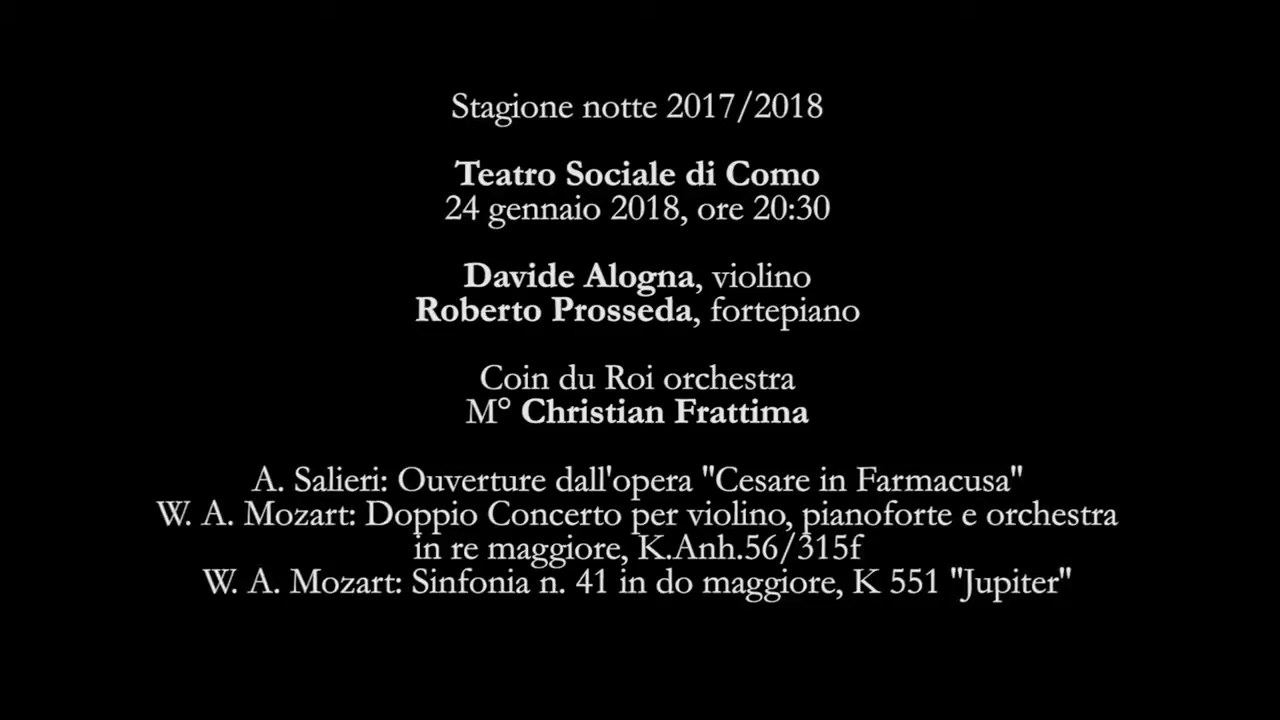 Stagione notte 2017/2018
Teatro Sociale di Como
24 gennaio 2018, ore 20:30
Davide Alogna, violino
Roberto Prosseda, fortepiano
Coin du Roi orchestra
M° Christian Frattima
A. Salieri: Ouverture dall'opera "Cesare in Farmacusa"
W. A. Mozart: Doppio Concerto per violino, pianoforte e orchestra
in re maggiore, K.Anh.56/315f
W. A. Mozart: Sinfonia n. 41 in do maggiore, K 551 "Jupiter"